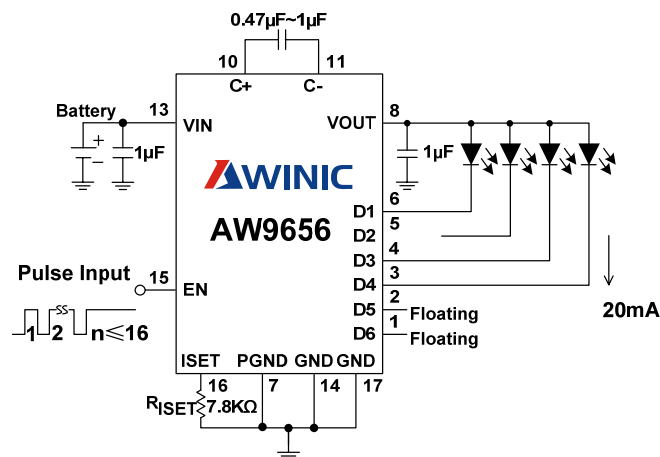 0.47µF~1µF
10
11
C+
C-
Battery
13
VIN
VOUT
8
+
−
1µF
1µF
AWINIC
AW9656
D1
6
D2
5
D3
4
D4
3
D5
2
Floating
D6
1
Floating
20mA
Pulse Input
15
EN
1 2 n≤16
ISET
PGND
GND
GND
16
7
14
17
RISET
7.8KΩ